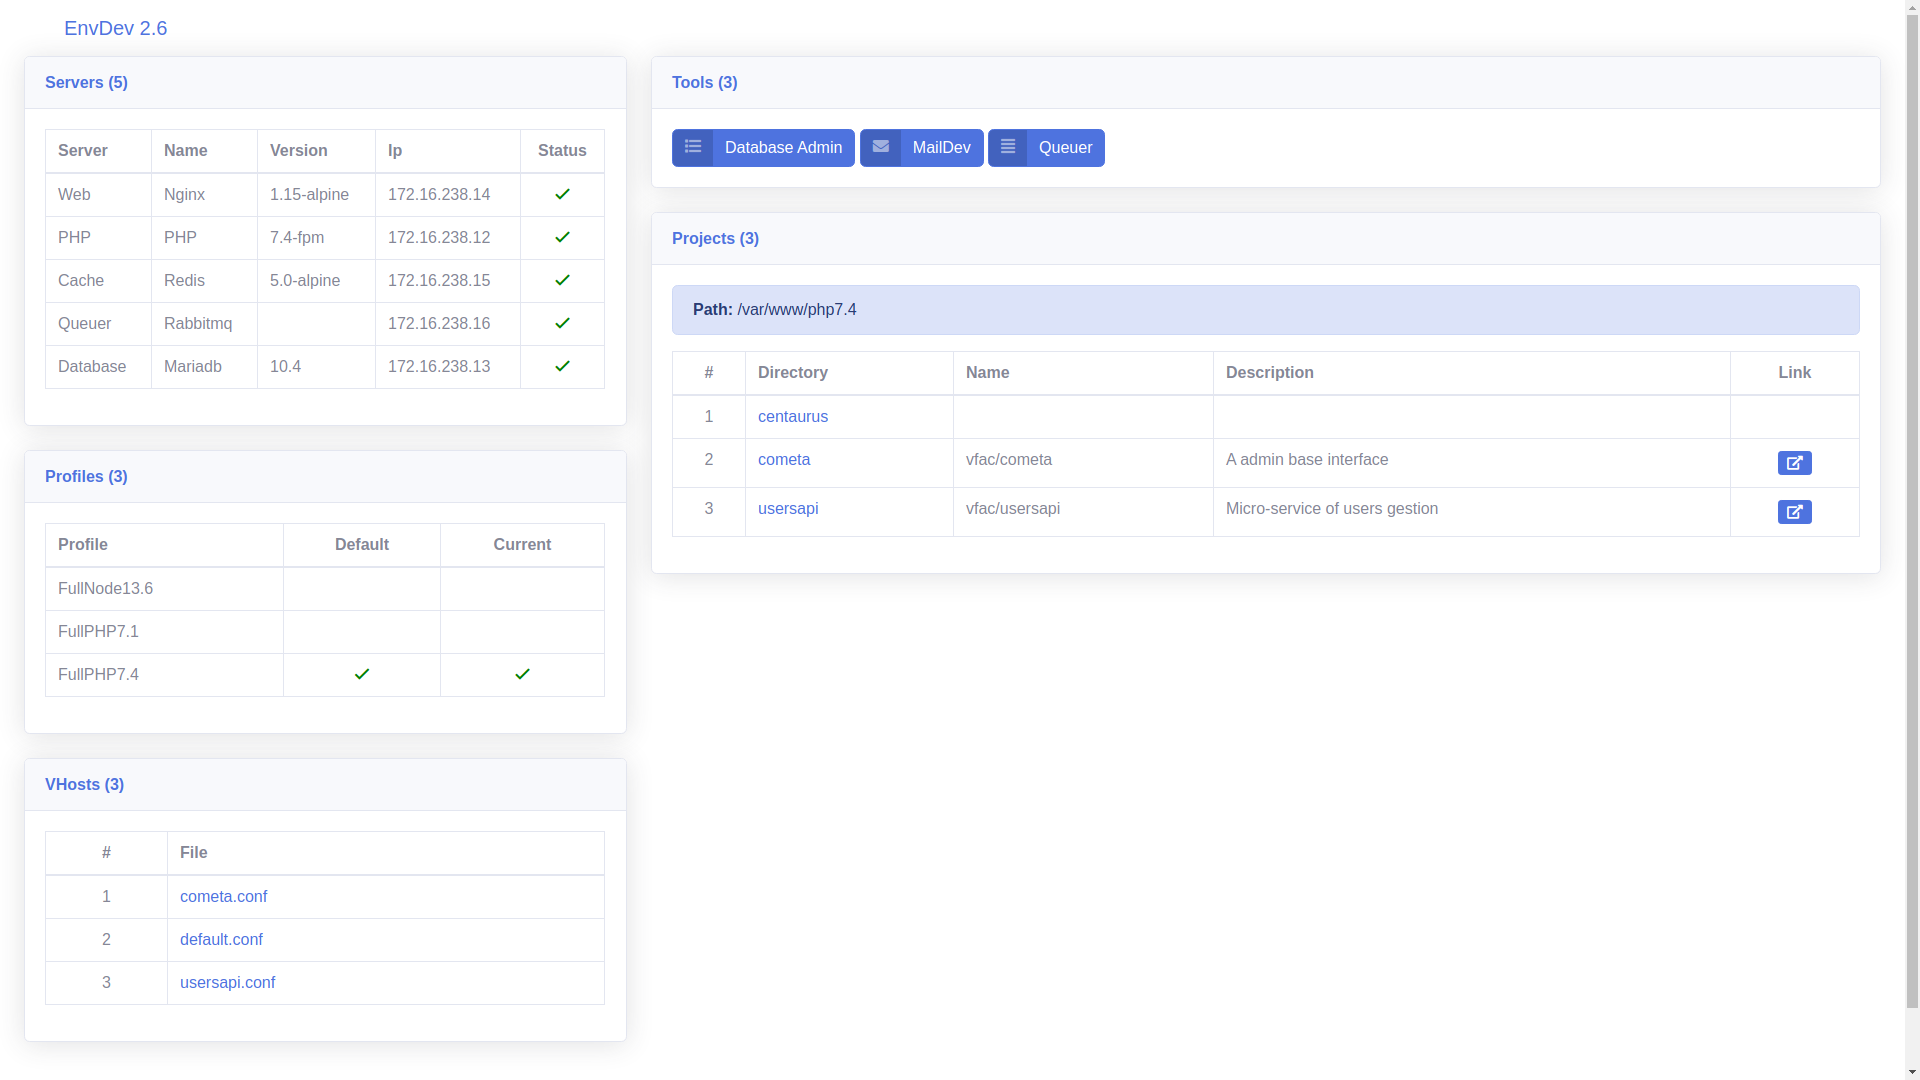 EnvDev 2.6
Servers (5)
Server Name Version Ip Status
Web Nginx 1.15-alpine 172.16.238.14
PHP PHP 7.4-fpm 172.16.238.12
Cache Redis 5.0-alpine 172.16.238.15
Queuer Rabbitmq 172.16.238.16
Database Mariadb 10.4 172.16.238.13
Profiles (3)
Profile Default Current
FullNode13.6
FullPHP7.1
FullPHP7.4
VHosts (3)
# File
1 cometa.conf
2 default.conf
3 usersapi.conf
Tools (3)
Database Admin MailDev Queuer
Projects (3)
Path: /var/www/php7.4
# Directory Name Description Link
1 centaurus
2 cometa vfac/cometa A admin base interface
3 usersapi vfac/usersapi Micro-service of users gestion